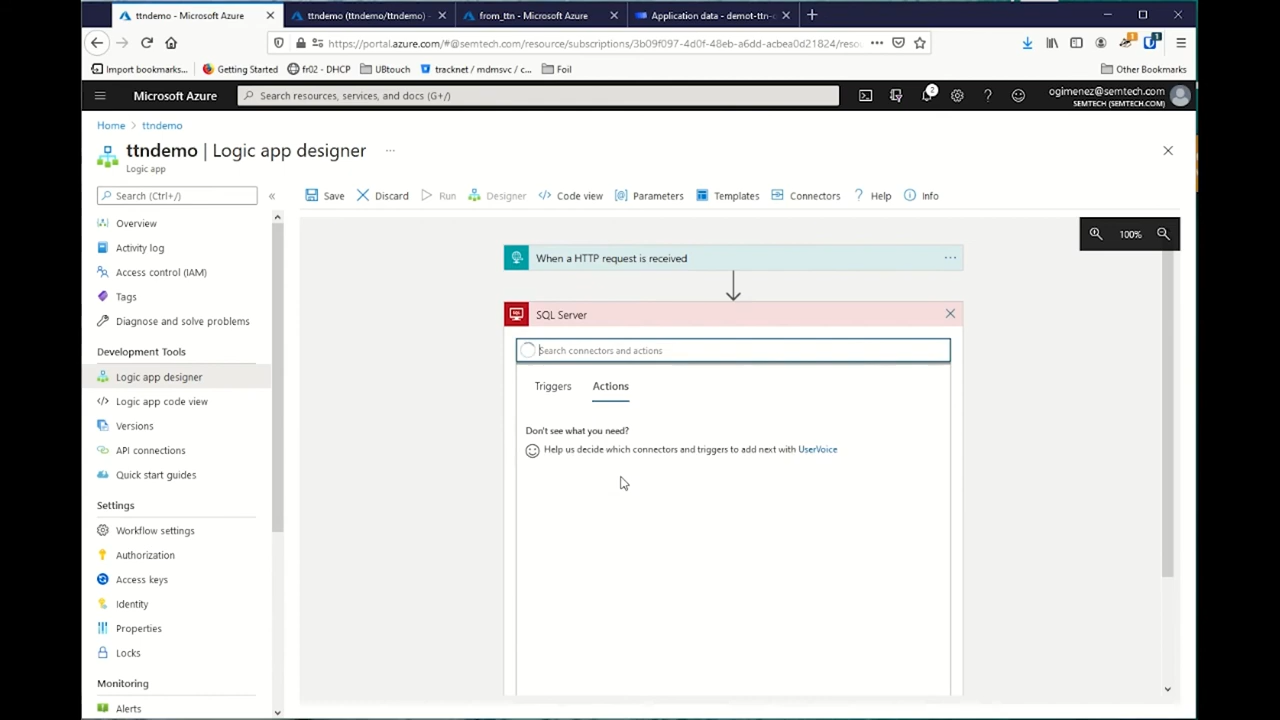 ttndemo - Microsoft Azure
ttndemo (ttndemo/ttndemo) -
from_ttn - Microsoft Azure
Application data - demot-ttn-
https://portal.azure.com/#@semtech.com/resource/subscriptions/3b09f097-4d0f-48eb-a6dd-acbea0d21824/reso
Import bookmarks...
Getting Started
fr02 - DHCP
UBtouch
tracknet / mdmsvc / c...
Foil
Other Bookmarks
Microsoft Azure
Search resources, services, and docs (G+/)
2
ogimenez@semtech.com
SEMTECH (SEMTECH.COM)
Home > ttndemo
ttndemo | Logic app designer ...
Logic app
Search (Ctrl+/)
«
Save
Discard
Run
Designer
Code view
Parameters
Templates
Connectors
Help
Info
Overview
Activity log
Access control (IAM)
Tags
Diagnose and solve problems
Development Tools
Logic app designer
Logic app code view
Versions
API connections
Quick start guides
Settings
Workflow settings
Authorization
Access keys
Identity
Properties
Locks
Monitoring
Alerts
100%
When a HTTP request is received
SQL Server
Search connectors and actions
Triggers
Actions
Don't see what you need?
Help us decide which connectors and triggers to add next with UserVoice